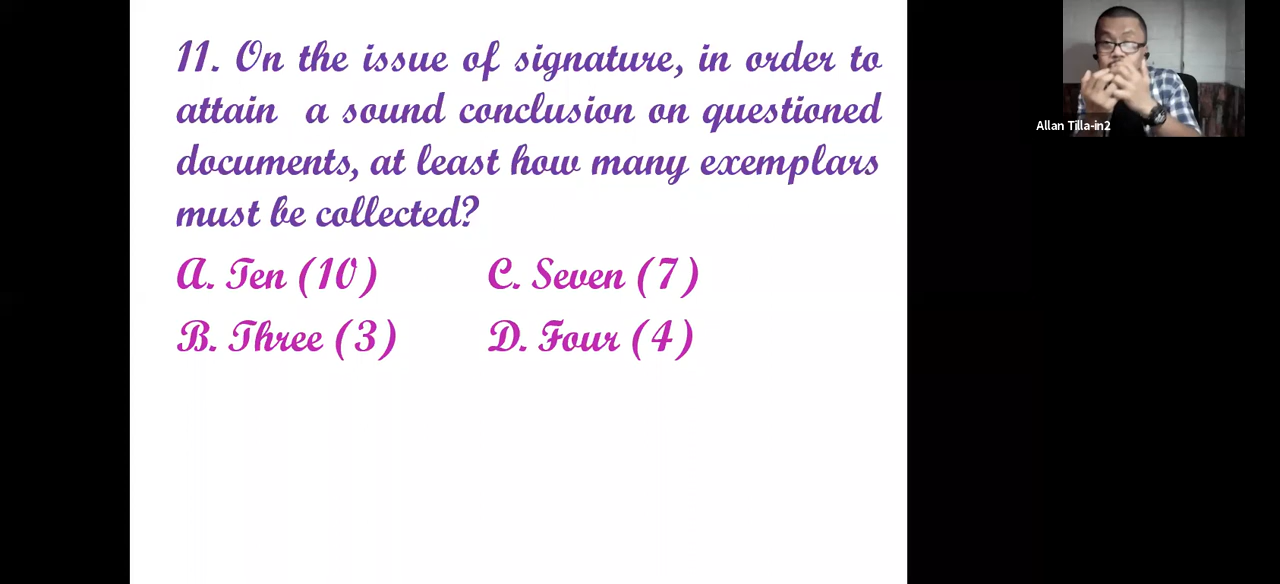 11. On the issue of signature, in order to
attain a sound conclusion on questioned
documents, at least how many exemplars
must be collected?
A. Ten (10) C. Seven (7)
B. Three (3) D. Four (4)
Allan Tilla-in2